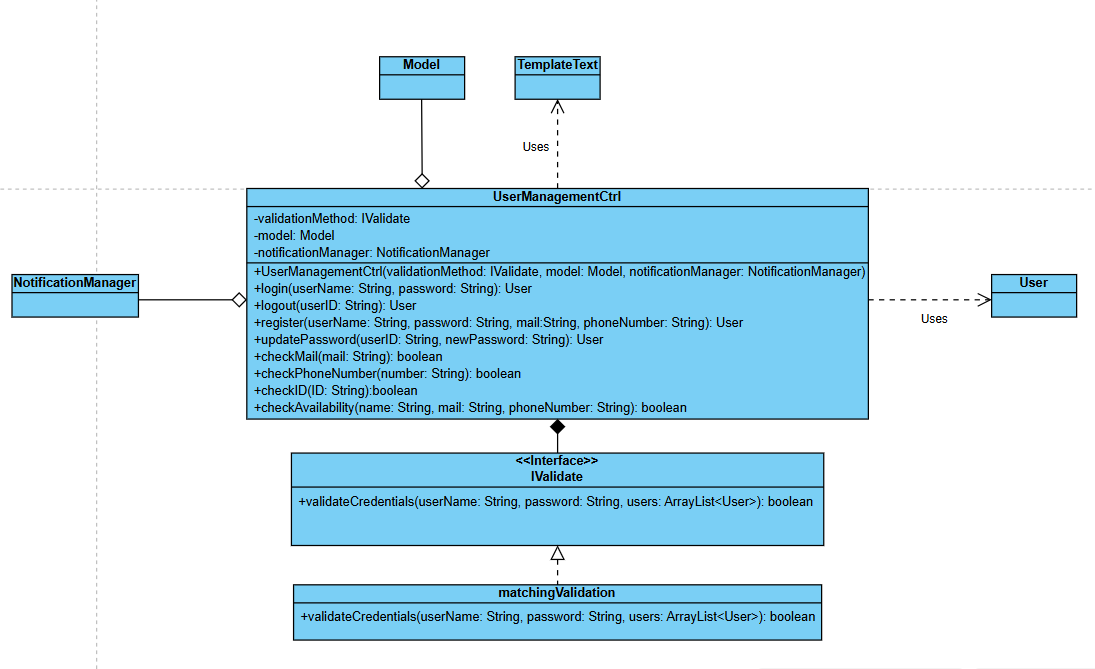 Model
TemplateText
Uses
UserManagementCtrl
-validationMethod: IValidate
-model: Model
-notificationManager: NotificationManager
+UserManagementCtrl(validationMethod: IValidate, model: Model, notificationManager: NotificationManager)
+login(userName: String, password: String): User
+logout(userID: String): User
+register(userName: String, password: String, mail:String, phoneNumber: String): User
+updatePassword(userID: String, newPassword: String): User
+checkMail(mail: String): boolean
+checkPhoneNumber(number: String): boolean
+checkID(ID: String):boolean
+checkAvailability(name: String, mail: String, phoneNumber: String): boolean
NotificationManager
User
Uses
<<Interface>>
IValidate
+validateCredentials(userName: String, password: String, users: ArrayList<User>): boolean
matchingValidation
+validateCredentials(userName: String, password: String, users: ArrayList<User>): boolean